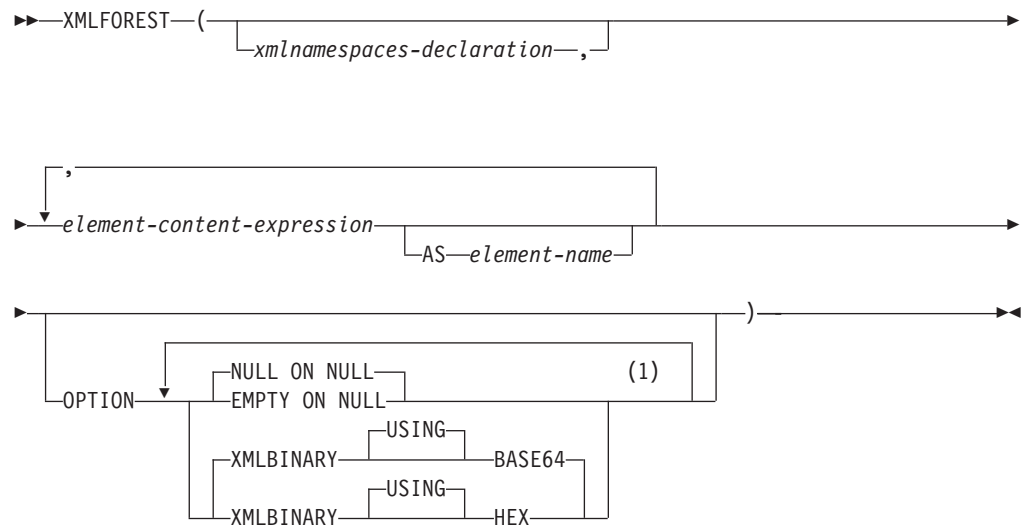 XMLFOREST (
xmlnamespaces-declaration ,
,
element-content-expression
AS element-name
)
NULL ON NULL (1)
OPTION EMPTY ON NULL
USING
XMLBINARY BASE64
USING
XMLBINARY HEX